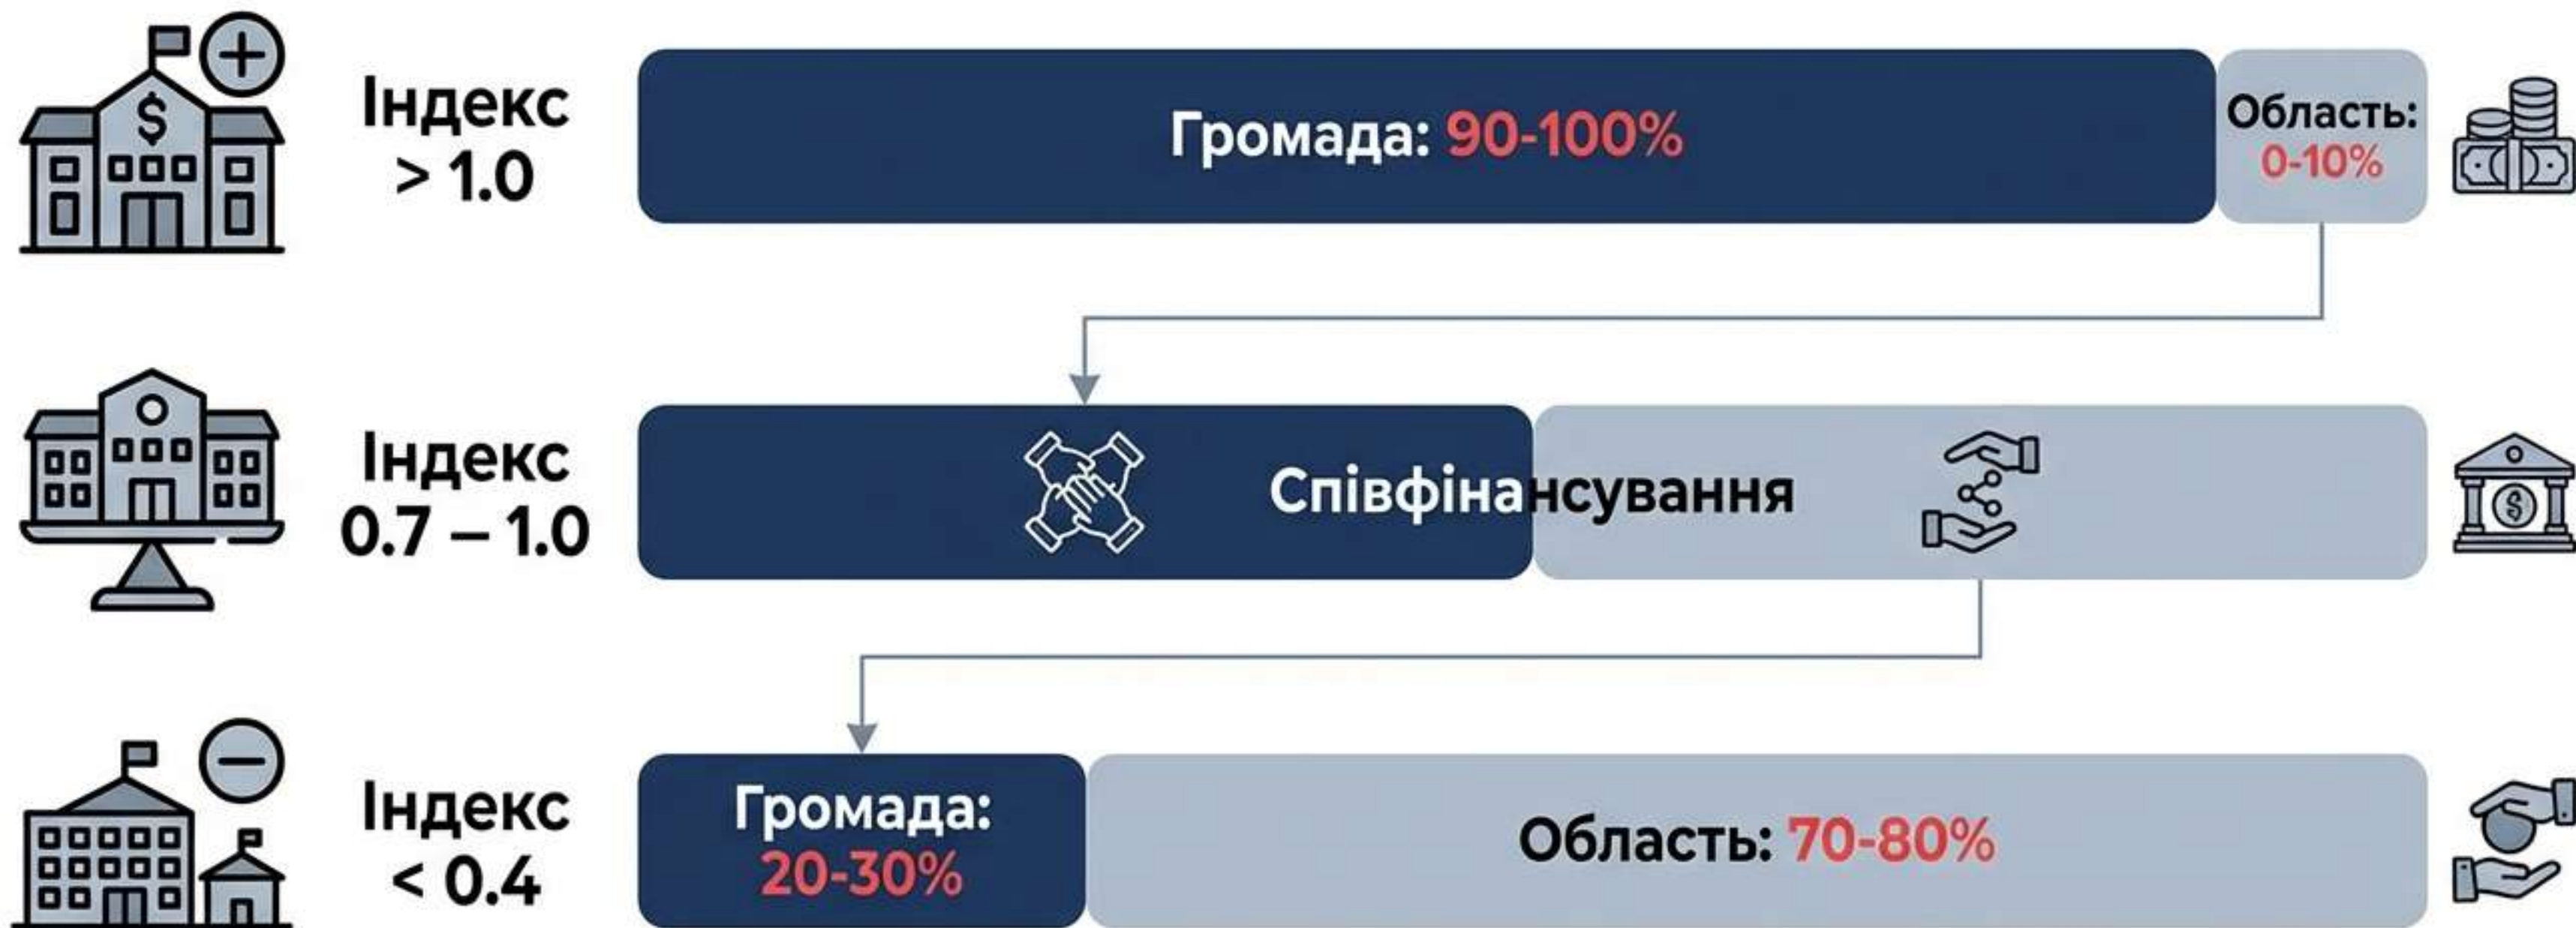 Індекс
> 1.0
Громада: 90-100%
Область:
0-10%
Індекс
0.7 – 1.0
Співфінансування
Індекс
< 0.4
Громада:
20-30%
Область: 70-80%